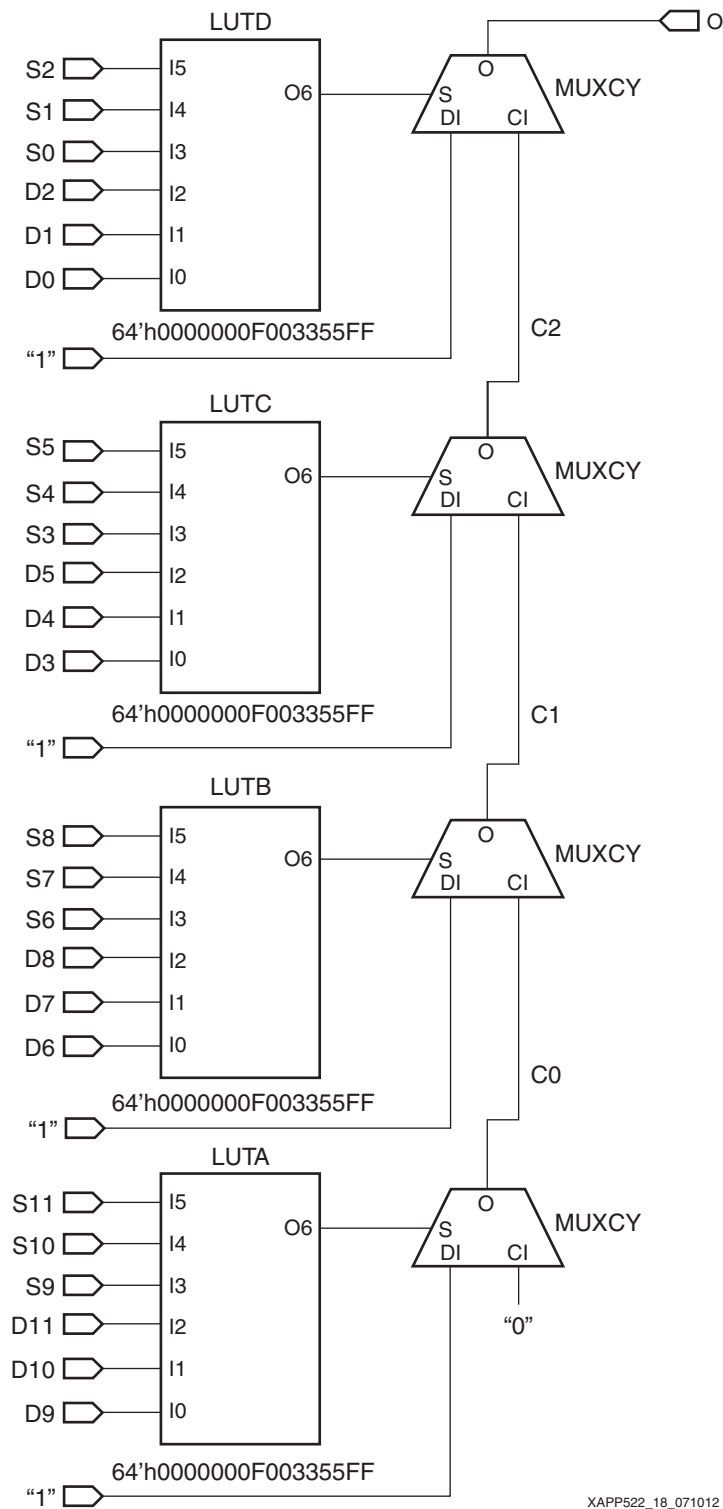 LUTD
O
S2
I5
O6
O
MUXCY
S
DI
CI
S1
I4
S0
I3
D2
I2
D1
I1
D0
I0
64'h0000000F003355FF
“1”
C2
LUTC
S5
I5
O6
O
MUXCY
S
DI
CI
S4
I4
S3
I3
D5
I2
D4
I1
D3
I0
64'h0000000F003355FF
“1”
C1
LUTB
S8
I5
O6
O
MUXCY
S
DI
CI
S7
I4
S6
I3
D8
I2
D7
I1
D6
I0
64'h0000000F003355FF
“1”
C0
LUTA
S11
I5
O6
O
MUXCY
S
DI
CI
S10
I4
S9
I3
D11
I2
“0”
D10
I1
D9
I0
64'h0000000F003355FF
“1”
XAPP522_18_071012